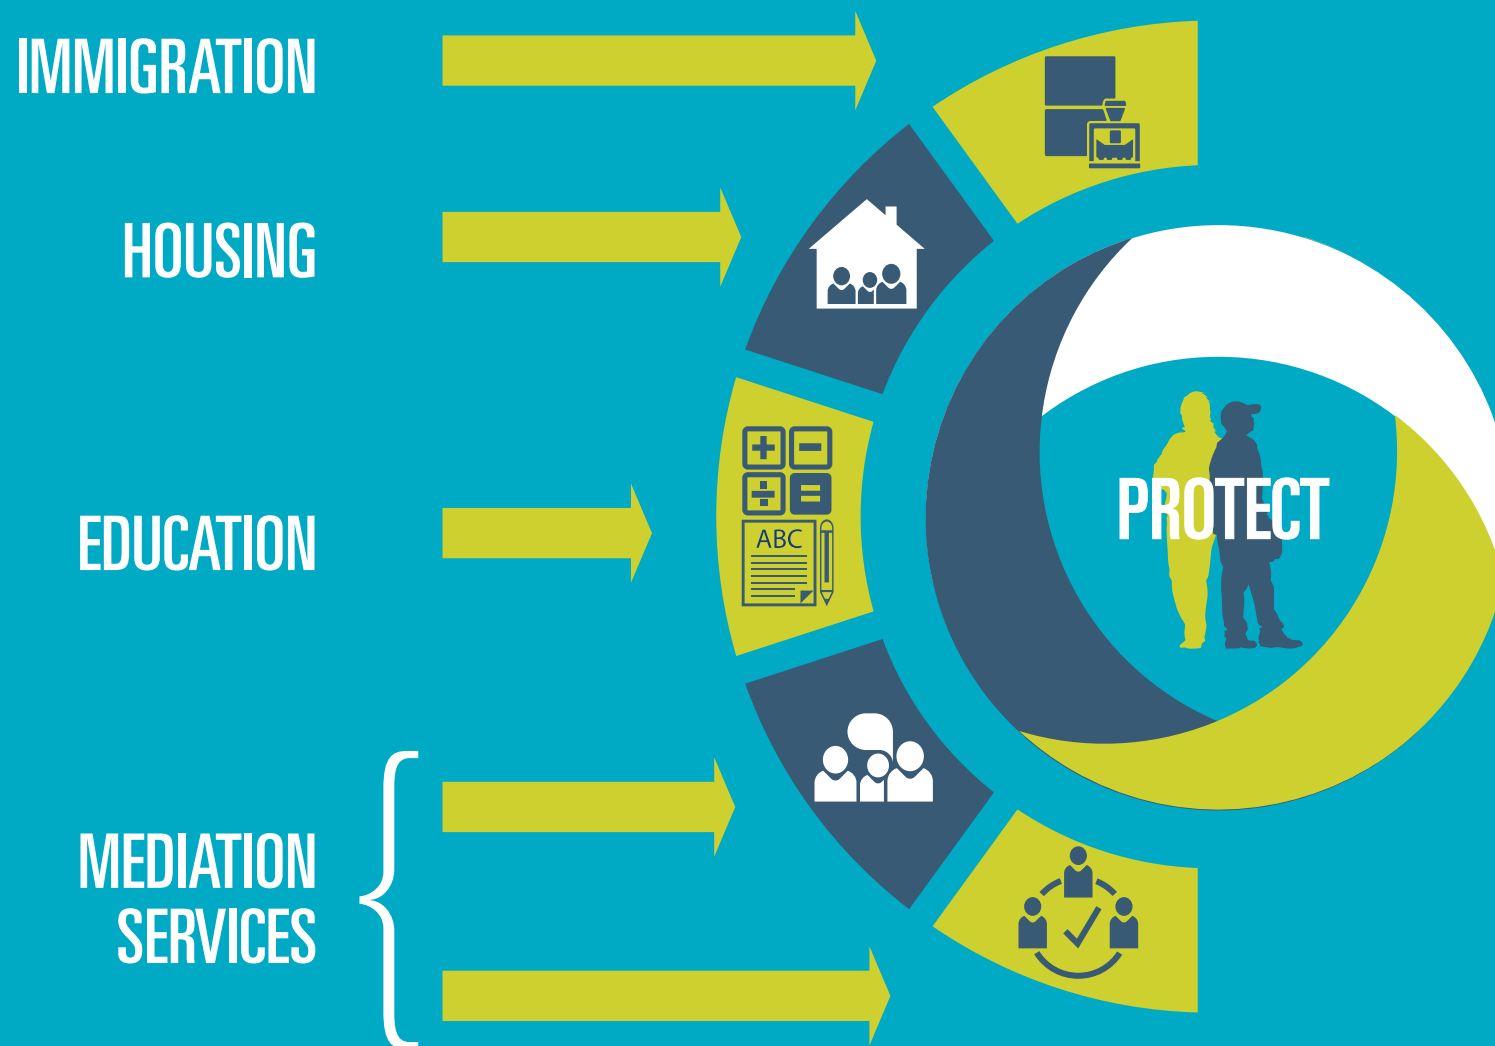 IMMIGRATION
HOUSING
EDUCATION
ABC
PROTECT
MEDIATION
SERVICES